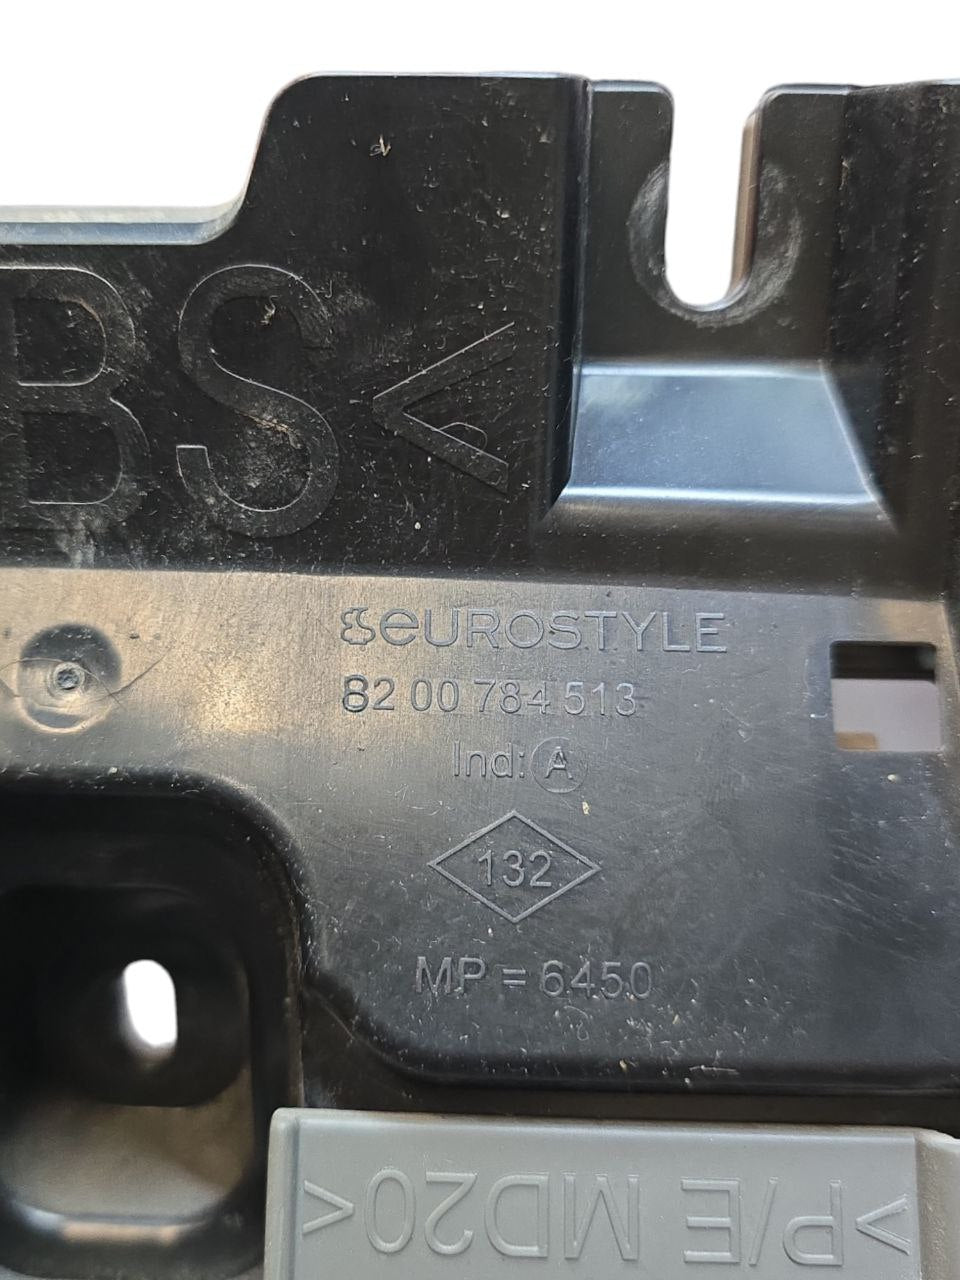 BS<
eUROSTYLE
82 00 784 513
Ind: A
132
MP = 6450
>P/E MD20<